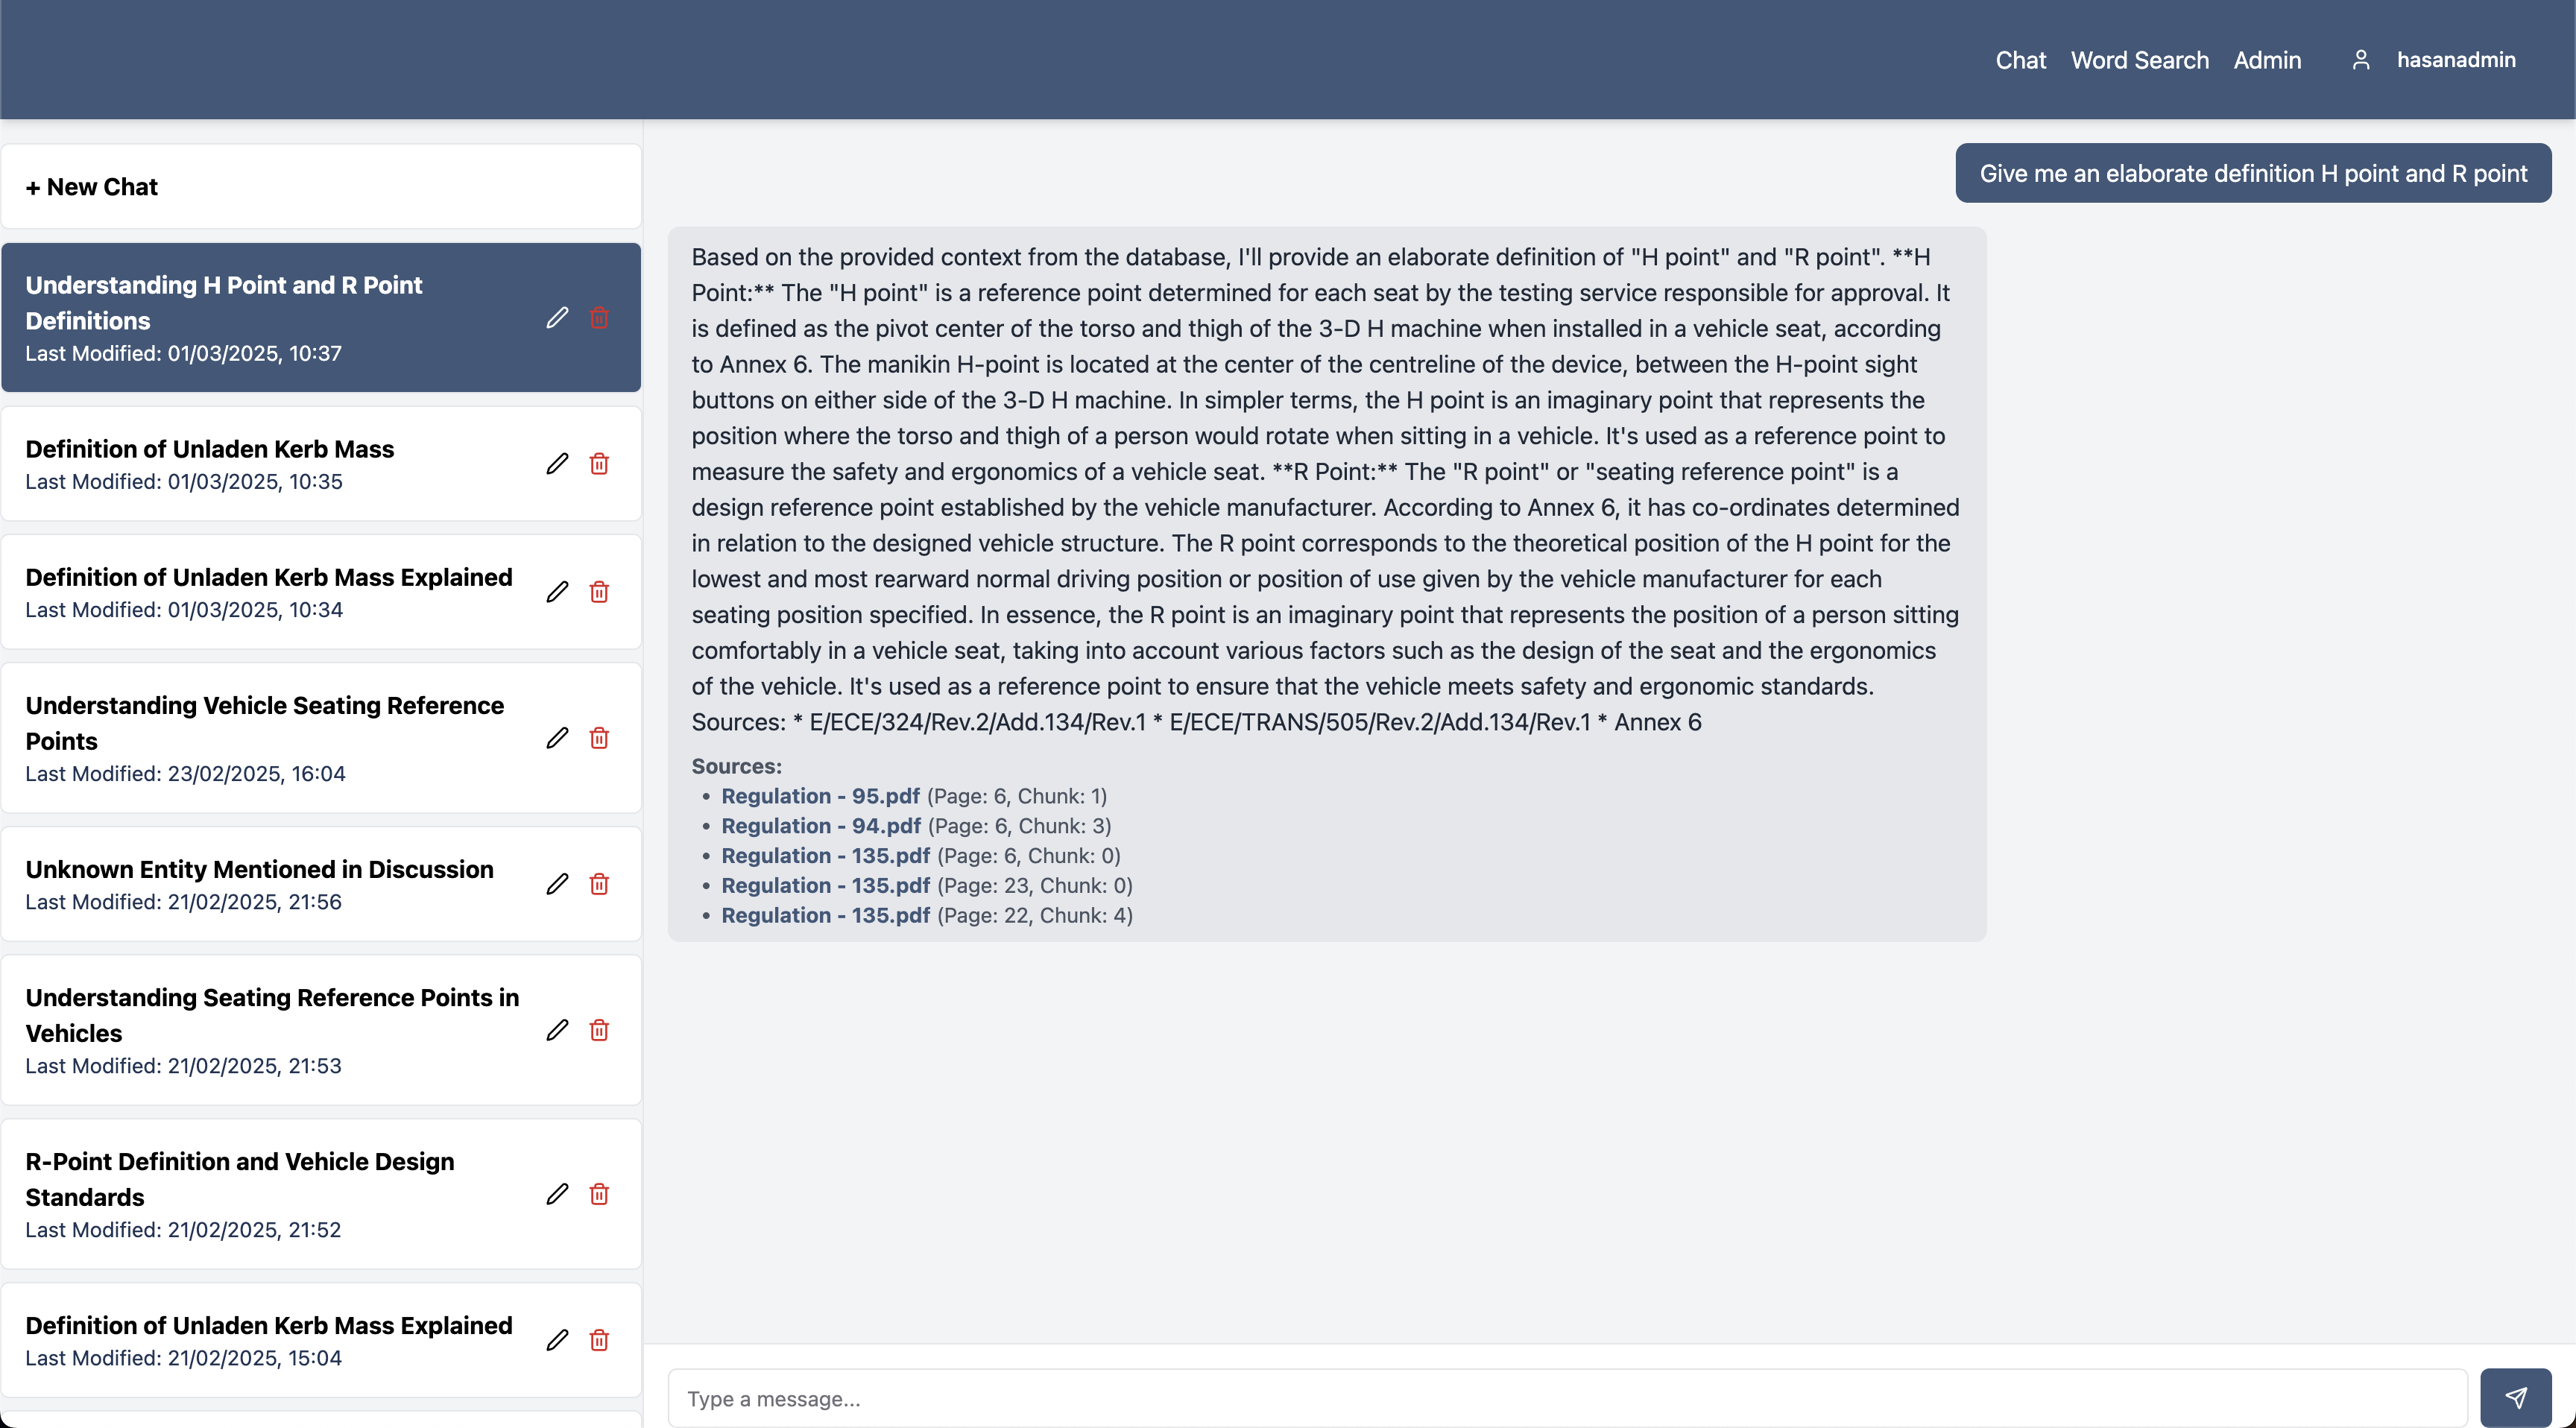 Chat Word Search Admin hasanadmin
+ New Chat
Understanding H Point and R Point
Definitions
Last Modified: 01/03/2025, 10:37
Definition of Unladen Kerb Mass
Last Modified: 01/03/2025, 10:35
Definition of Unladen Kerb Mass Explained
Last Modified: 01/03/2025, 10:34
Understanding Vehicle Seating Reference
Points
Last Modified: 23/02/2025, 16:04
Unknown Entity Mentioned in Discussion
Last Modified: 21/02/2025, 21:56
Understanding Seating Reference Points in
Vehicles
Last Modified: 21/02/2025, 21:53
R-Point Definition and Vehicle Design
Standards
Last Modified: 21/02/2025, 21:52
Definition of Unladen Kerb Mass Explained
Last Modified: 21/02/2025, 15:04
Give me an elaborate definition H point and R point
Based on the provided context from the database, I'll provide an elaborate definition of "H point" and "R point". **H
Point:** The "H point" is a reference point determined for each seat by the testing service responsible for approval. It
is defined as the pivot center of the torso and thigh of the 3-D H machine when installed in a vehicle seat, according
to Annex 6. The manikin H-point is located at the center of the centreline of the device, between the H-point sight
buttons on either side of the 3-D H machine. In simpler terms, the H point is an imaginary point that represents the
position where the torso and thigh of a person would rotate when sitting in a vehicle. It's used as a reference point to
measure the safety and ergonomics of a vehicle seat. **R Point:** The "R point" or "seating reference point" is a
design reference point established by the vehicle manufacturer. According to Annex 6, it has co-ordinates determined
in relation to the designed vehicle structure. The R point corresponds to the theoretical position of the H point for the
lowest and most rearward normal driving position or position of use given by the vehicle manufacturer for each
seating position specified. In essence, the R point is an imaginary point that represents the position of a person sitting
comfortably in a vehicle seat, taking into account various factors such as the design of the seat and the ergonomics
of the vehicle. It's used as a reference point to ensure that the vehicle meets safety and ergonomic standards.
Sources: * E/ECE/324/Rev.2/Add.134/Rev.1 * E/ECE/TRANS/505/Rev.2/Add.134/Rev.1 * Annex 6
Sources:
• Regulation - 95.pdf (Page: 6, Chunk: 1)
• Regulation - 94.pdf (Page: 6, Chunk: 3)
• Regulation - 135.pdf (Page: 6, Chunk: 0)
• Regulation - 135.pdf (Page: 23, Chunk: 0)
• Regulation - 135.pdf (Page: 22, Chunk: 4)
Type a message...